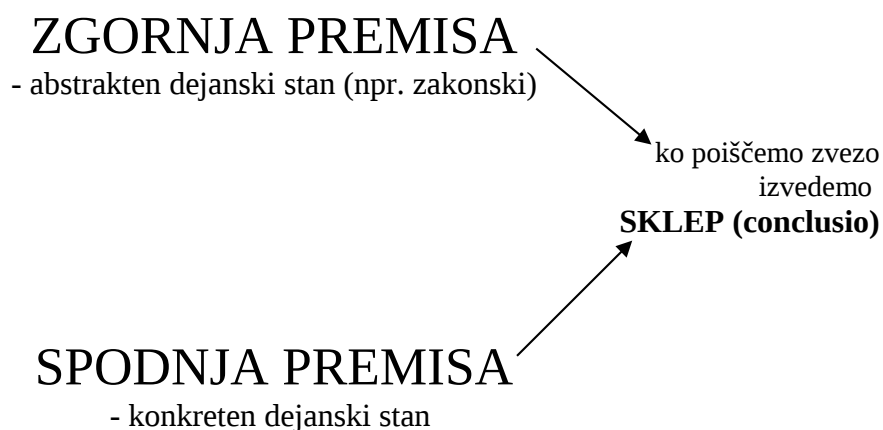 ZGORNJA PREMISA
- abstrakten dejanski stan (npr. zakonski)
ko poiščemo zvezo
izvedemo
SKLEP (conclusio)
SPODNJA PREMISA
- konkreten dejanski stan